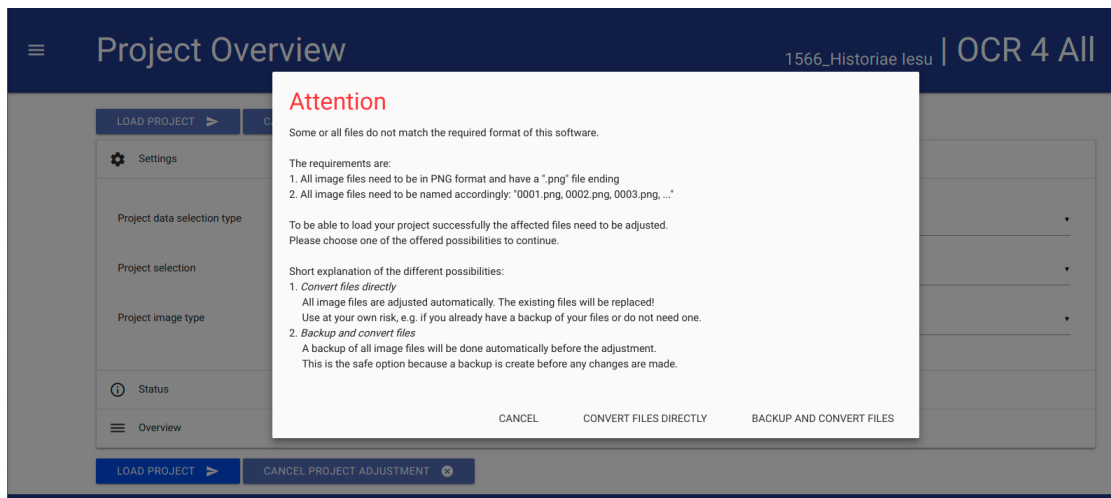 Project Overview
1566_Historiae Iesu | OCR 4 All
Attention
Some or all files do not match the required format of this software.
The requirements are:
1. All image files need to be in PNG format and have a ".png" file ending
2. All image files need to be named accordingly: "0001.png, 0002.png, 0003.png, ..."
To be able to load your project successfully the affected files need to be adjusted.
Please choose one of the offered possibilities to continue.
Short explanation of the different possibilities:
1. Convert files directly
All image files are adjusted automatically. The existing files will be replaced!
Use at your own risk, e.g. if you already have a backup of your files or do not need one.
2. Backup and convert files
A backup of all image files will be done automatically before the adjustment.
This is the safe option because a backup is create before any changes are made.
CANCEL CONVERT FILES DIRECTLY BACKUP AND CONVERT FILES
LOAD PROJECT
Settings
Project data selection type
Project selection
Project image type
Status
Overview
LOAD PROJECT CANCEL PROJECT ADJUSTMENT